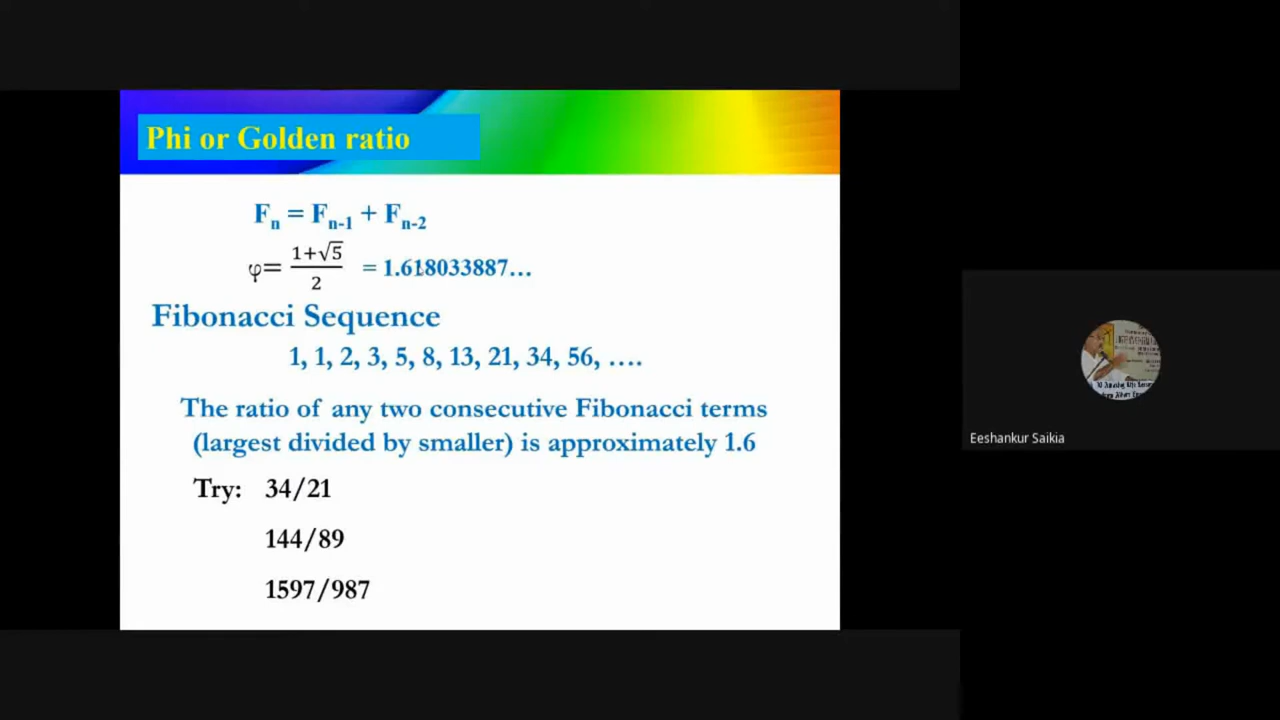 Phi or Golden ratio
Fn = Fn-1 + Fn-2
φ= 1+√5/2 = 1.618033887…
Fibonacci Sequence
1, 1, 2, 3, 5, 8, 13, 21, 34, 56, ….
The ratio of any two consecutive Fibonacci terms
(largest divided by smaller) is approximately 1.6
Try: 34/21
144/89
1597/987
Eeshankur Saikia